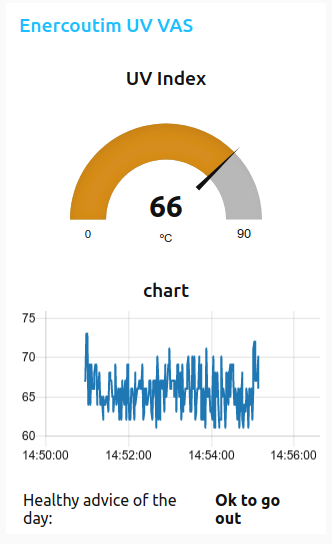 Enercoutim UV VAS
UV Index
66
0
ºC
90
chart
75
70
65
60
14:50:00 14:52:00 14:54:00 14:56:00
Healthy advice of the day:
Ok to go out